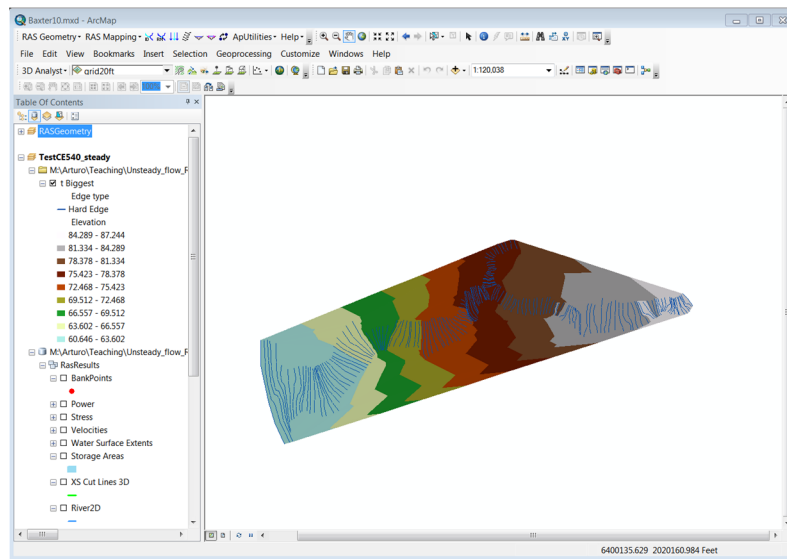 Baxter10.mxd - ArcMap
RAS Geometry RAS Mapping ApUtilities Help
File Edit View Bookmarks Insert Selection Geoprocessing Customize Windows Help
3D Analyst grid20ft 1:120,038
Table Of Contents
RASGeometry
TestCE540_steady
M:\Arturo\Teaching\Unsteady_flow_F
t Biggest
Edge type
Hard Edge
Elevation
84.289 - 87.244
81.334 - 84.289
78.378 - 81.334
75.423 - 78.378
72.468 - 75.423
69.512 - 72.468
66.557 - 69.512
63.602 - 66.557
60.646 - 63.602
M:\Arturo\Teaching\Unsteady_flow_F
RasResults
BankPoints
Power
Stress
Velocities
Water Surface Extents
Storage Areas
XS Cut Lines 3D
River2D
6400135.629 2020160.984 Feet